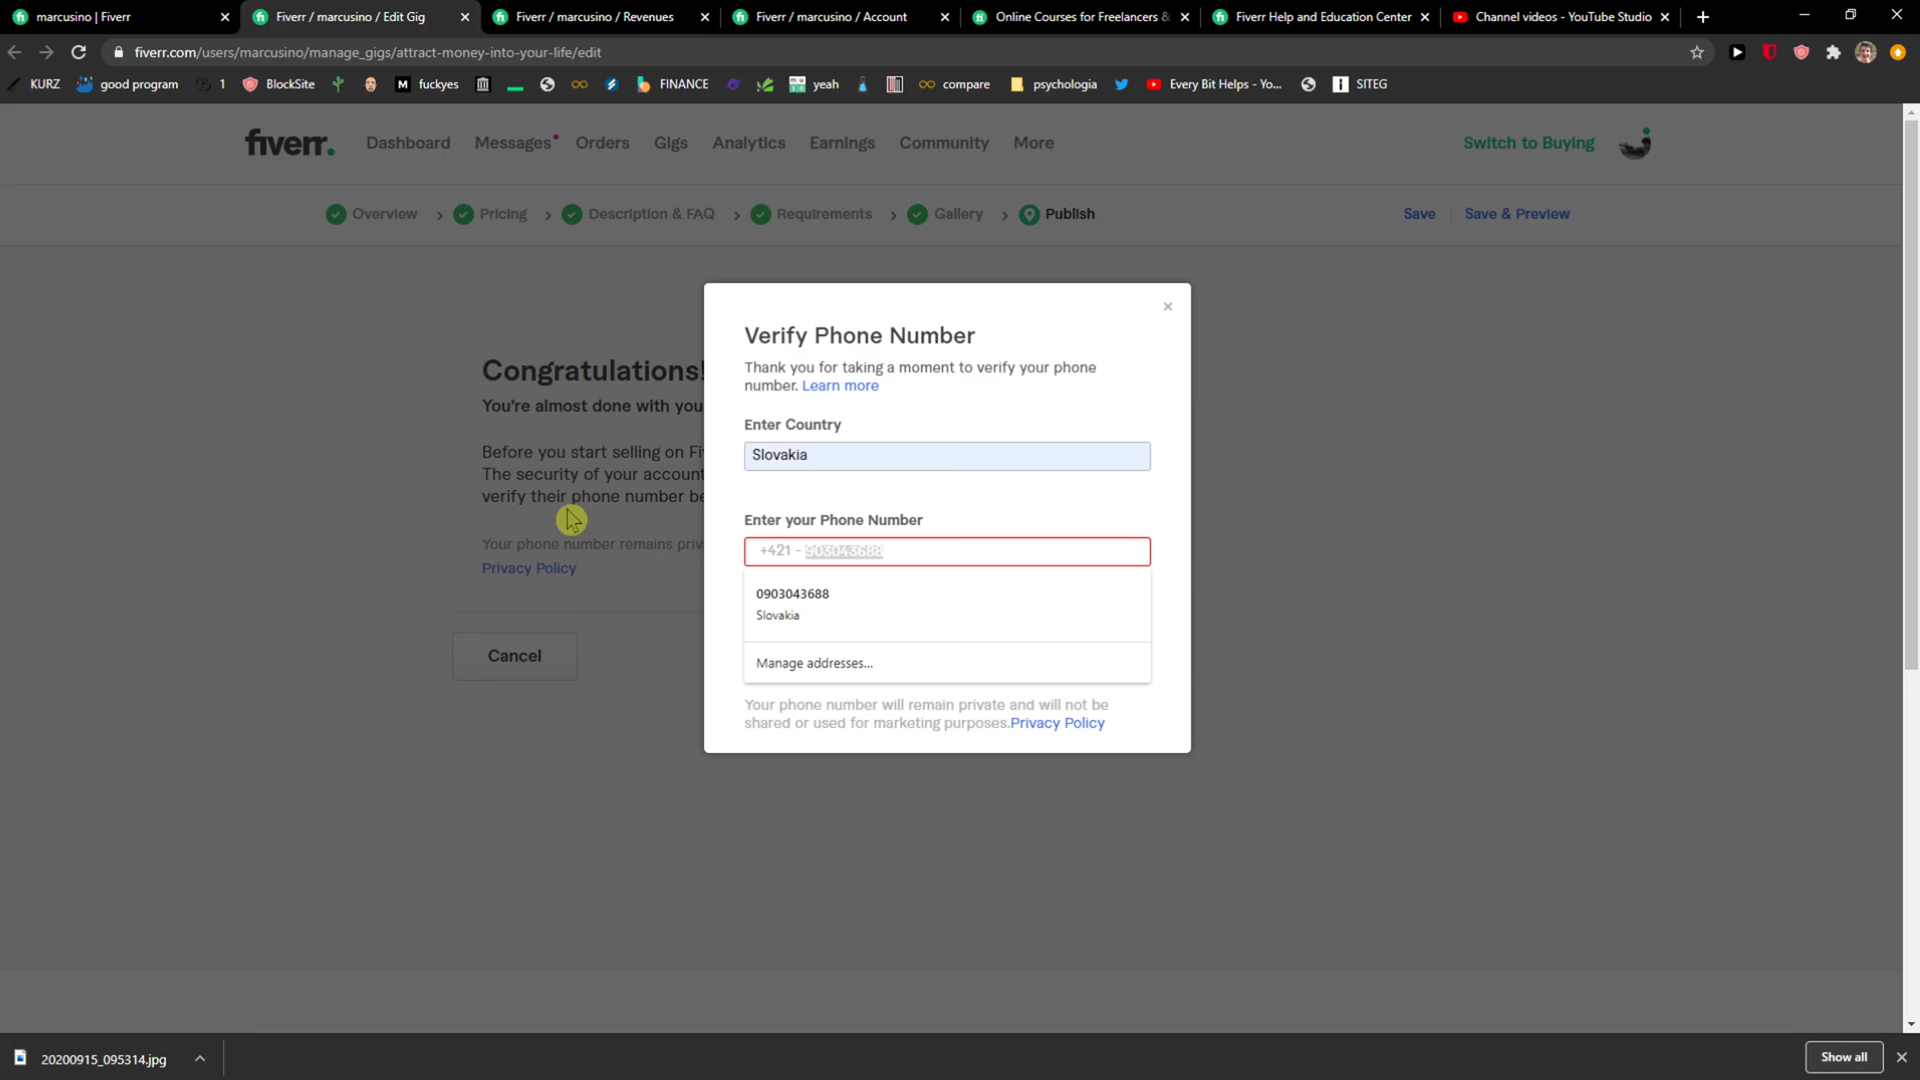 marcusino | Fiverr
Fiverr / marcusino / Edit Gig
Fiverr / marcusino / Revenues
Fiverr / marcusino / Account
Online Courses for Freelancers &
Fiverr Help and Education Center
Channel videos - YouTube Studio
fiverr.com/users/marcusino/manage_gigs/attract-money-into-your-life/edit
KURZ
good program
1
BlockSite
M
fuckyes
FINANCE
yeah
compare
psychologia
Every Bit Helps - Yo...
SITEG
fiverr.
Dashboard
Messages
Orders
Gigs
Analytics
Earnings
Community
More
Switch to Buying
Overview
Pricing
Description & FAQ
Requirements
Gallery
Publish
Save
Save & Preview
Congratulations!
You're almost done with you
Before you start selling on Fi
The security of your account
verify their phone number be
Your phone number remains priv
Privacy Policy
Cancel
Verify Phone Number
Thank you for taking a moment to verify your phone
number. Learn more
Enter Country
Slovakia
Enter your Phone Number
+421 - 903043688
0903043688
Slovakia
Manage addresses...
Your phone number will remain private and will not be
shared or used for marketing purposes.Privacy Policy
20200915_095314.jpg
Show all